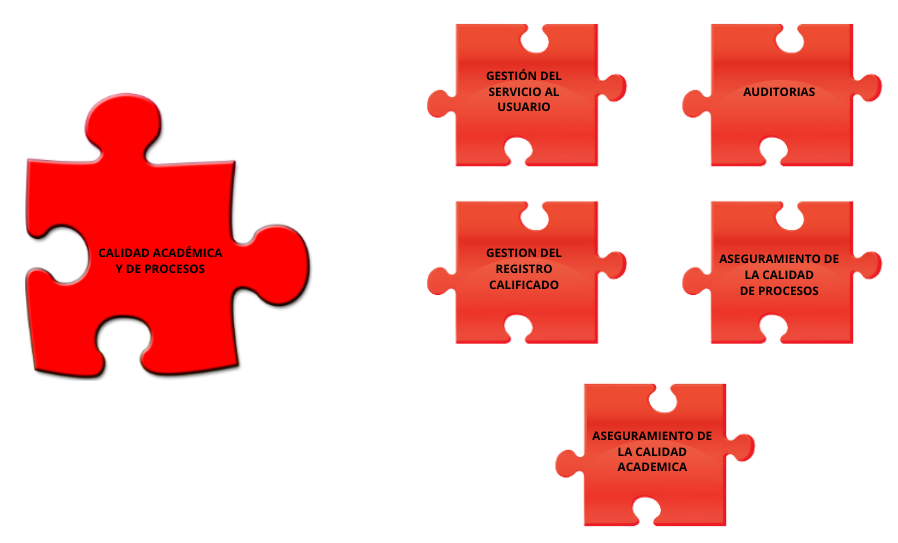 CALIDAD ACADÉMICA
Y DE PROCESOS
GESTIÓN DEL
SERVICIO AL
USUARIO
AUDITORIAS
GESTION DEL
REGISTRO
CALIFICADO
ASEGURAMIENTO DE
LA CALIDAD
DE PROCESOS
ASEGURAMIENTO DE
LA CALIDAD
ACADEMICA